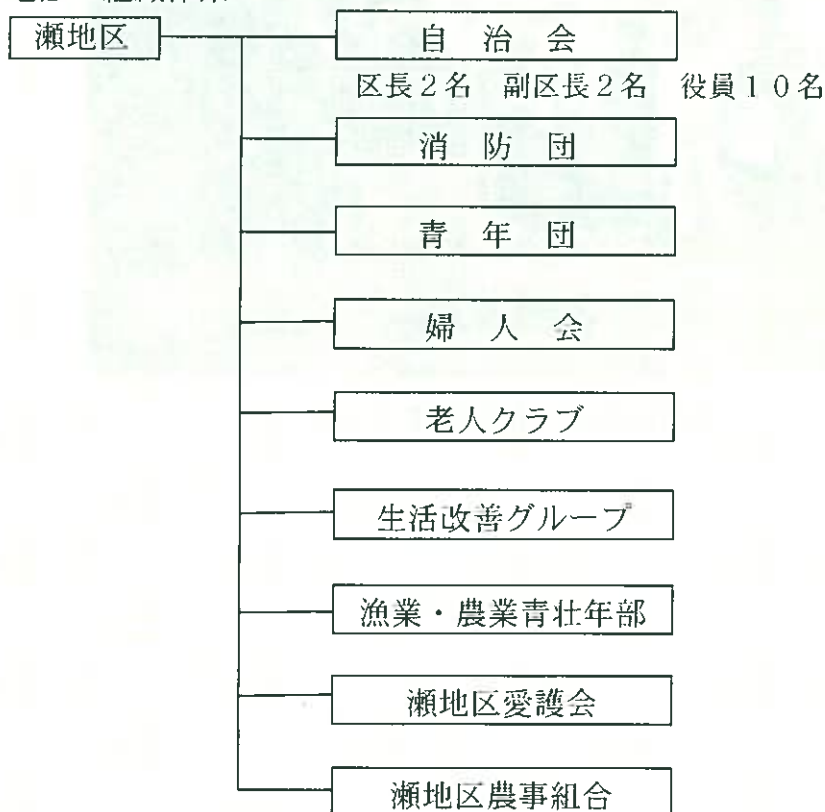 瀬地区
自治会
区長2名 副区長2名 役員10名
消防団
青年団
婦人会
老人クラブ
生活改善グループ
漁業・農業青壮年部
瀬地区愛護会
瀬地区農事組合